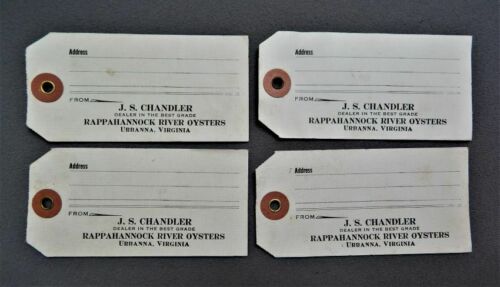 Address
FROM
J. S. CHANDLER
DEALER IN THE BEST GRADE
RAPPAHANNOCK RIVER OYSTERS
URBANNA, VIRGINIA
Address
FROM
J. S. CHANDLER
DEALER IN THE BEST GRADE
RAPPAHANNOCK RIVER OYSTERS
URBANNA, VIRGINIA
Address
FROM
J. S. CHANDLER
DEALER IN THE BEST GRADE
RAPPAHANNOCK RIVER OYSTERS
URBANNA, VIRGINIA
Address
FROM
J. S. CHANDLER
DEALER IN THE BEST GRADE
RAPPAHANNOCK RIVER OYSTERS
URBANNA, VIRGINIA